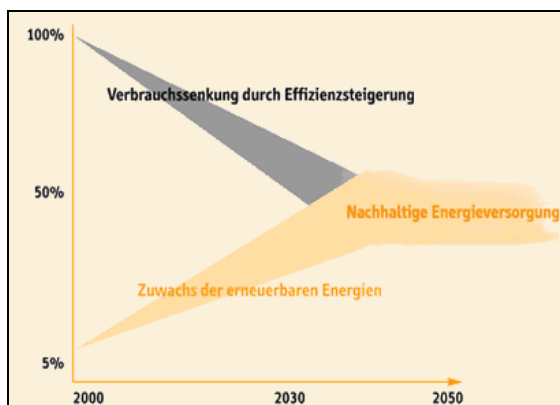 100%
Verbrauchssenkung durch Effizienzsteigerung
50%
Nachhaltige Energieversorgung
Zuwachs der erneuerbaren Energien
5%
2000 2030 2050